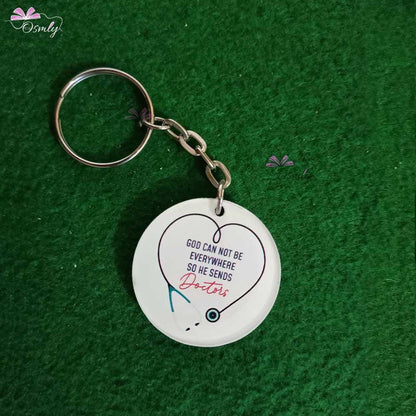 Osmly
GOD CAN NOT BE
EVERYWHERE
SO HE SENDS
Doctors